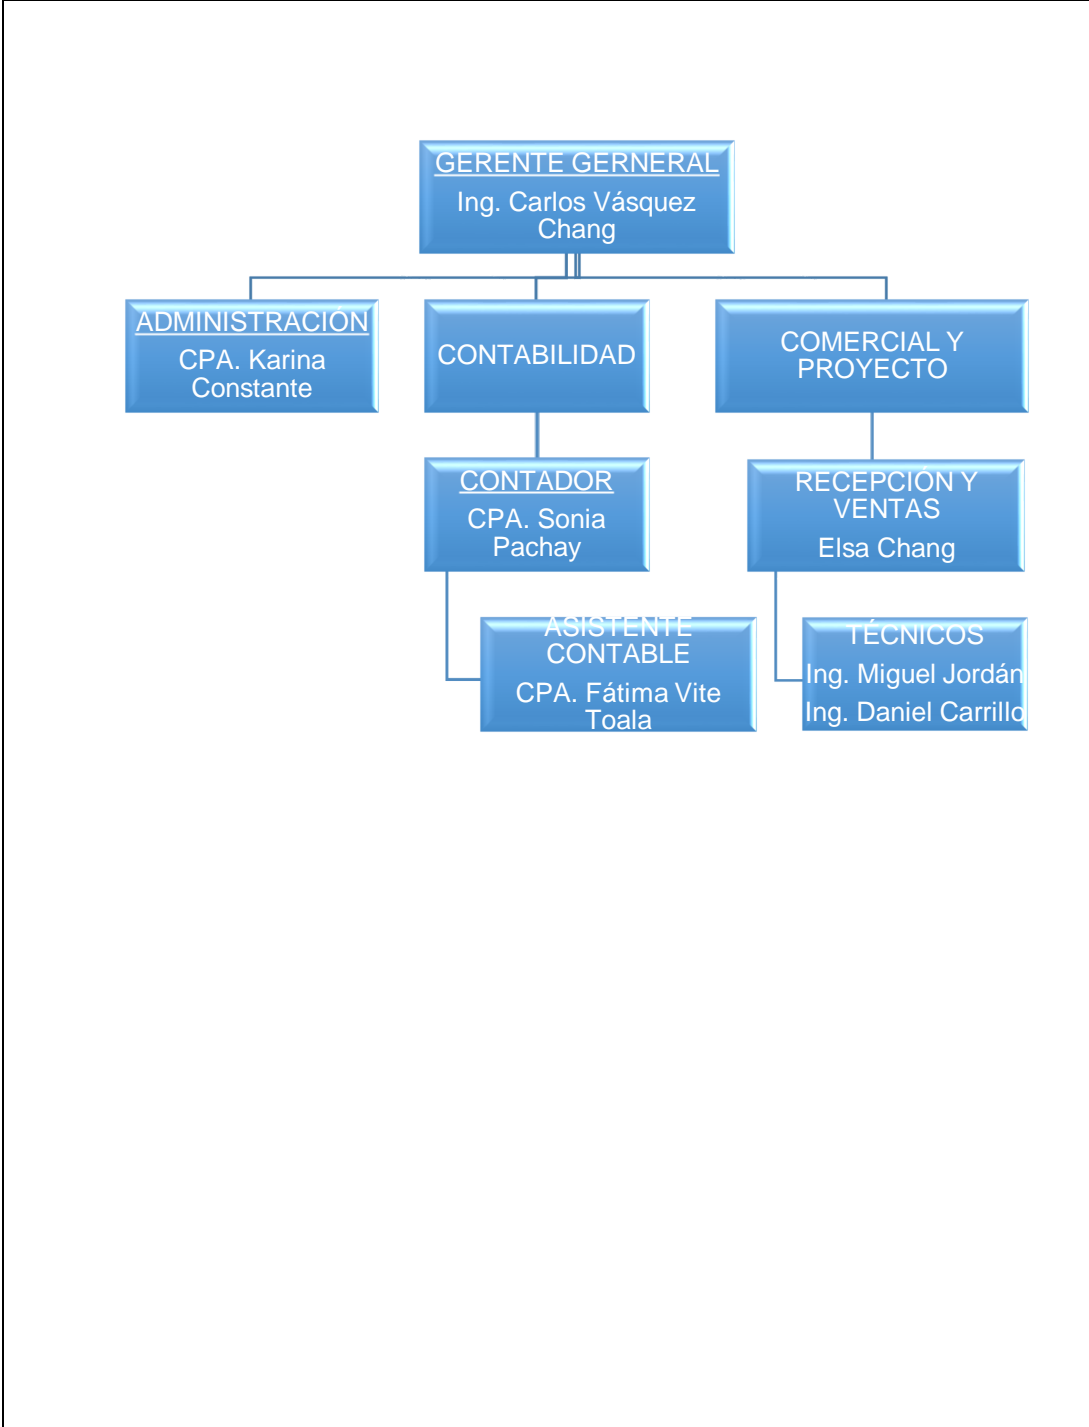 GERENTE GERNERAL
Ing. Carlos Vásquez
Chang
ADMINISTRACIÓN
CPA. Karina
Constante
CONTABILIDAD
COMERCIAL Y
PROYECTO
CONTADOR
CPA. Sonia
Pachay
RECEPCIÓN Y
VENTAS
Elsa Chang
ASISTENTE
CONTABLE
CPA. Fátima Vite
Toala
TÉCNICOS
Ing. Miguel Jordán
Ing. Daniel Carrillo